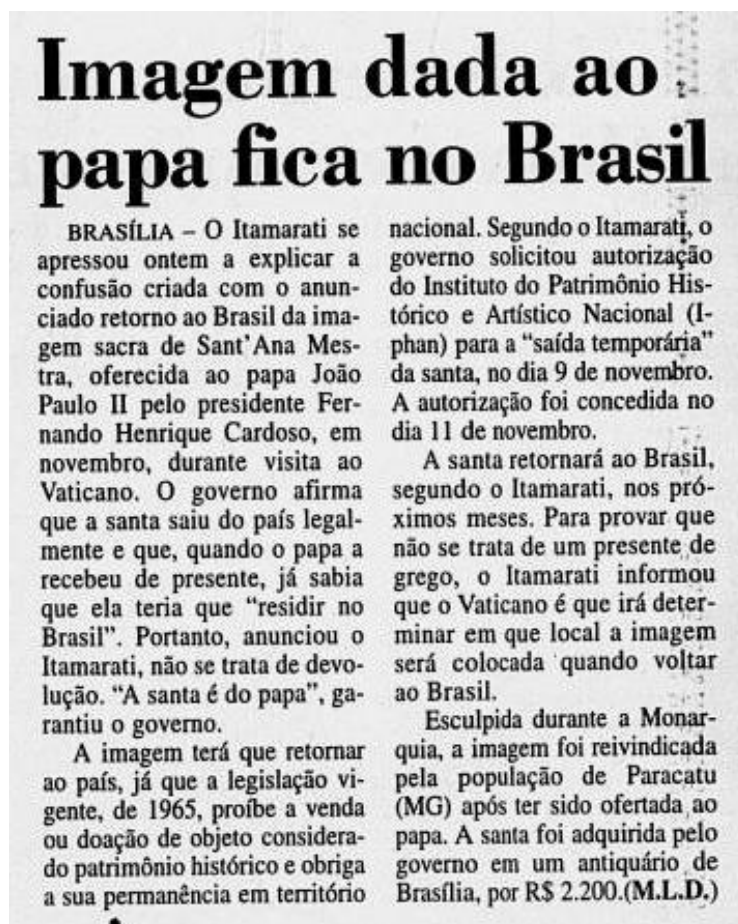 Imagem dada ao
papa fica no Brasil
BRASÍLIA – O Itamarati se
apressou ontem a explicar a
confusão criada com o anun-
ciado retorno ao Brasil da ima-
gem sacra de Sant'Ana Mes-
tra, oferecida ao papa João
Paulo II pelo presidente Fer-
nando Henrique Cardoso, em
novembro, durante visita ao
Vaticano. O governo afirma
que a santa saiu do país legal-
mente e que, quando o papa a
recebeu de presente, já sabia
que ela teria que "residir no
Brasil". Portanto, anunciou o
Itamarati, não se trata de devo-
lução. "A santa é do papa", ga-
rantiu o governo.
A imagem terá que retornar
ao país, já que a legislação vi-
gente, de 1965, proíbe a venda
ou doação de objeto considera-
do patrimônio histórico e obriga
a sua permanência em território
nacional. Segundo o Itamarati, o
governo solicitou autorização
do Instituto do Patrimônio His-
tórico e Artístico Nacional (I-
phan) para a "saída temporária"
da santa, no dia 9 de novembro.
A autorização foi concedida no
dia 11 de novembro.
A santa retornará ao Brasil,
segundo o Itamarati, nos pró-
ximos meses. Para provar que
não se trata de um presente de
grego, o Itamarati informou
que o Vaticano é que irá deter-
minar em que local a imagem
será colocada quando voltar
ao Brasil.
Esculpida durante a Monar-
quia, a imagem foi reivindicada
pela população de Paracatu
(MG) após ter sido ofertada ao
papa. A santa foi adquirida pelo
governo em um antiquário de
Brasília, por R$ 2.200.(M.L.D.)